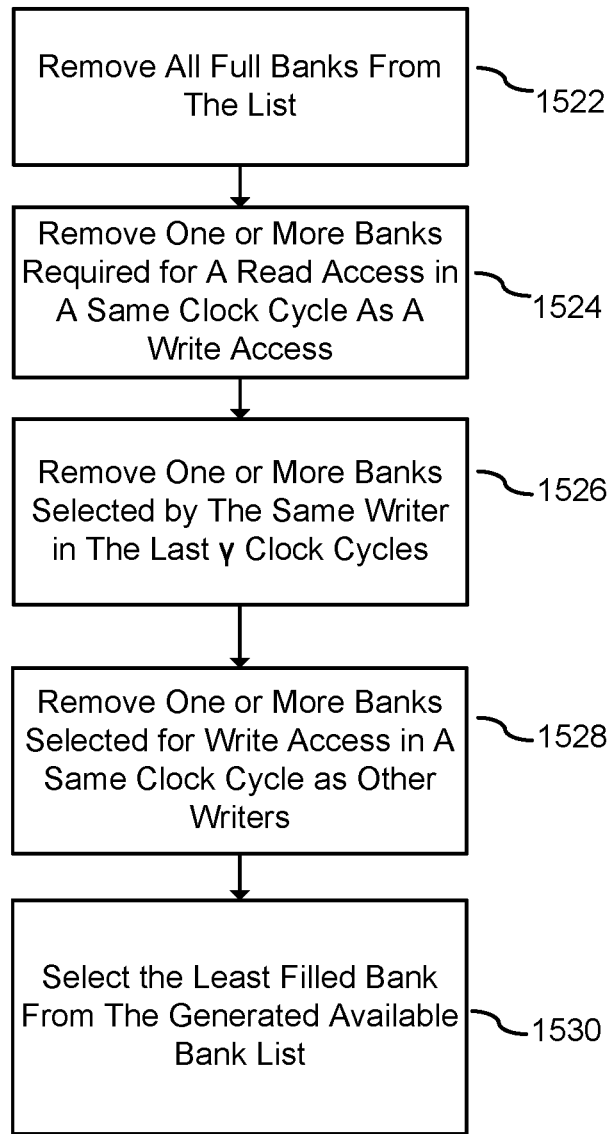 Remove All Full Banks From
The List
1522
Remove One or More Banks
Required for A Read Access in
A Same Clock Cycle As A
Write Access
1524
Remove One or More Banks
Selected by The Same Writer
in The Last γ Clock Cycles
1526
Remove One or More Banks
Selected for Write Access in A
Same Clock Cycle as Other
Writers
1528
Select the Least Filled Bank
From The Generated Available
Bank List
1530